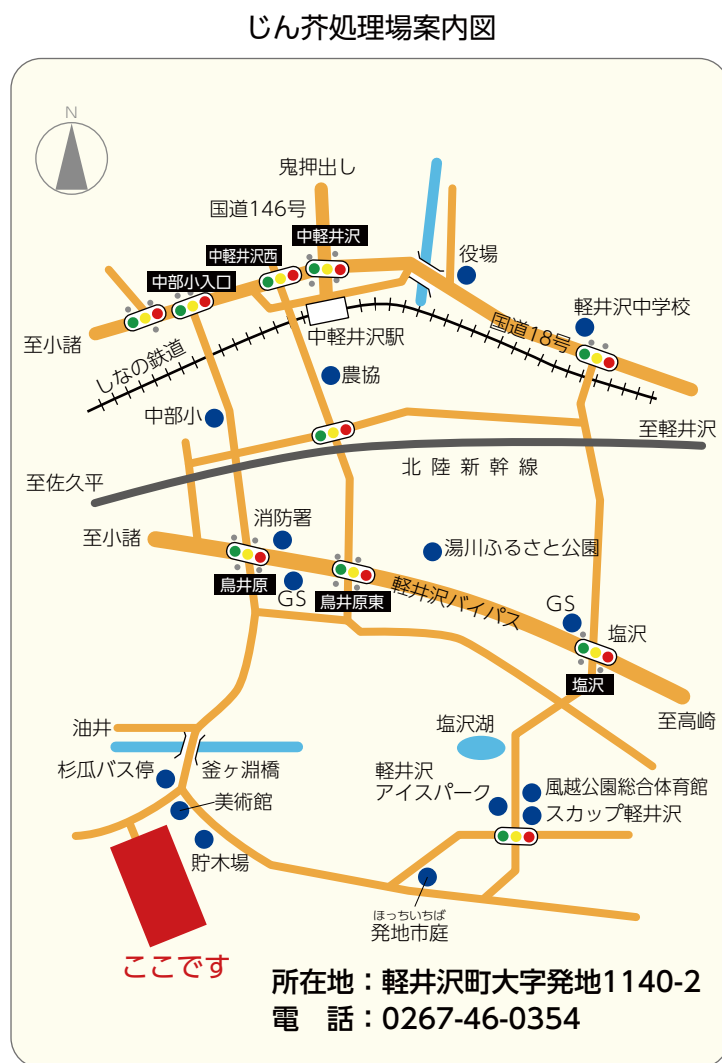 じん芥処理場案内図
N
鬼押出し
国道146号
中軽井沢
中軽井沢西
役場
中部小入口
軽井沢中学校
国道18号
中軽井沢駅
至小諸
しなの鉄道
農協
中部小
至軽井沢
北陸新幹線
至佐久平
消防署
至小諸
湯川ふるさと公園
鳥井原
GS
鳥井原東
軽井沢バイパス
GS
塩沢
塩沢
至高崎
油井
塩沢湖
杉瓜バス停
釜ヶ淵橋
軽井沢
アイスパーク
風越公園総合体育館
美術館
スカップ軽井沢
貯木場
ほっちいちば
発地市庭
ここです
所在地：軽井沢町大字発地1140-2
電　話：0267-46-0354